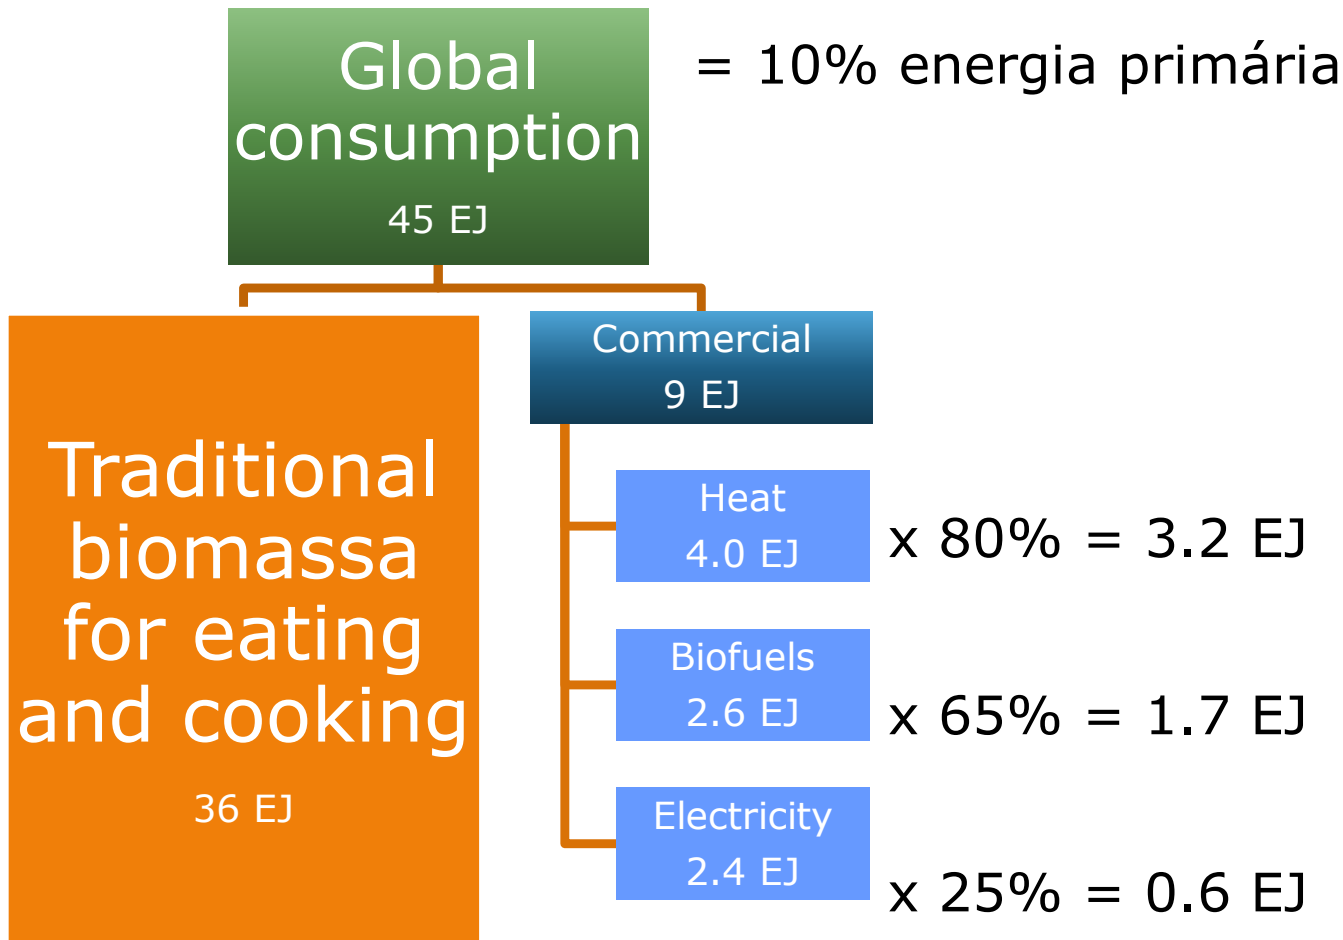 Global
consumption
45 EJ
= 10% energia primária
Traditional
biomassa
for eating
and cooking
36 EJ
Commercial
9 EJ
Heat
4.0 EJ
x 80% = 3.2 EJ
Biofuels
2.6 EJ
x 65% = 1.7 EJ
Electricity
2.4 EJ
x 25% = 0.6 EJ